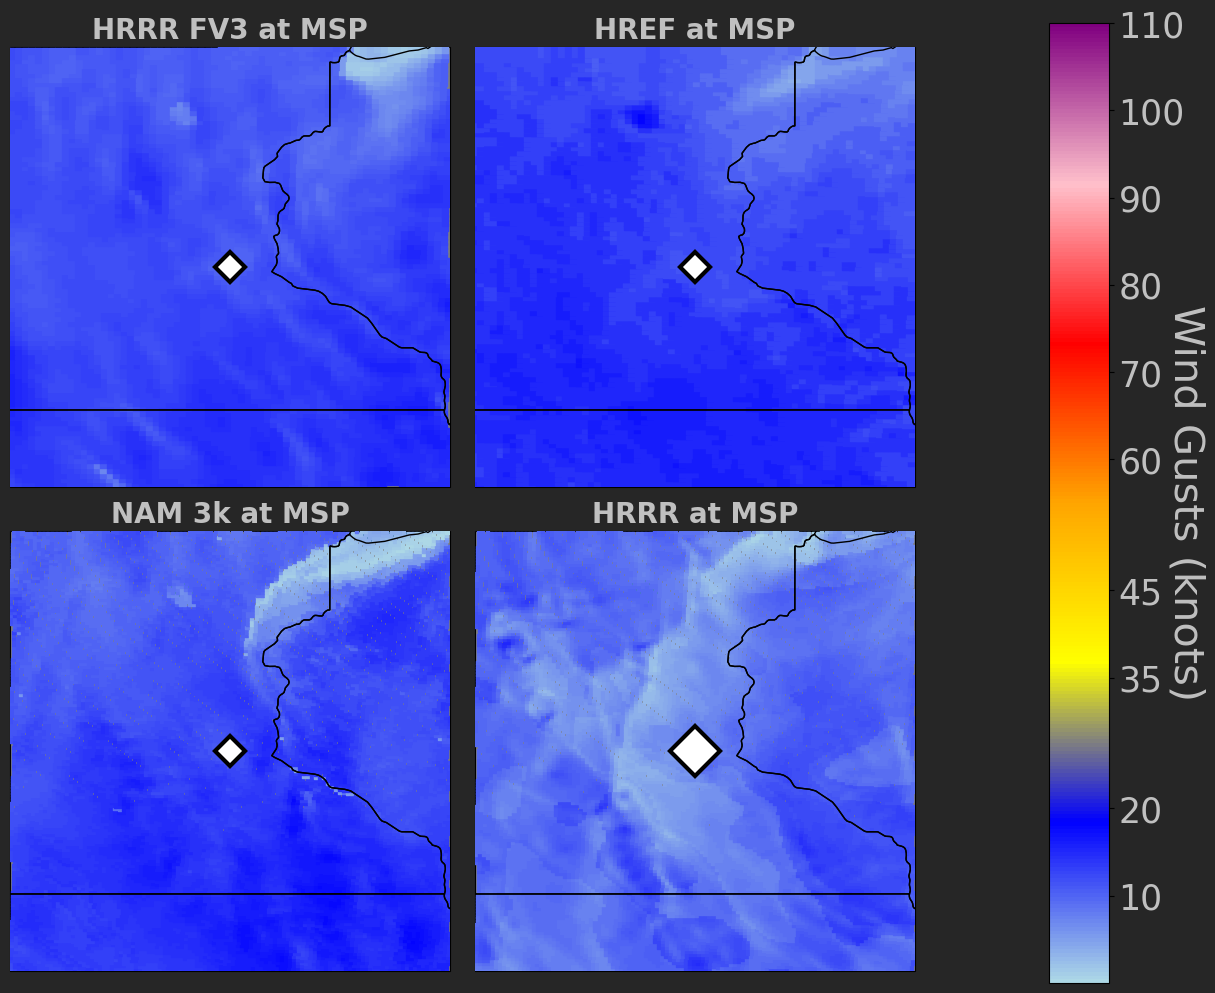 HRRR FV3 at MSP
HREF at MSP
NAM 3k at MSP
HRRR at MSP
110
100
90
80
70
60
45
35
20
10
Wind Gusts (knots)